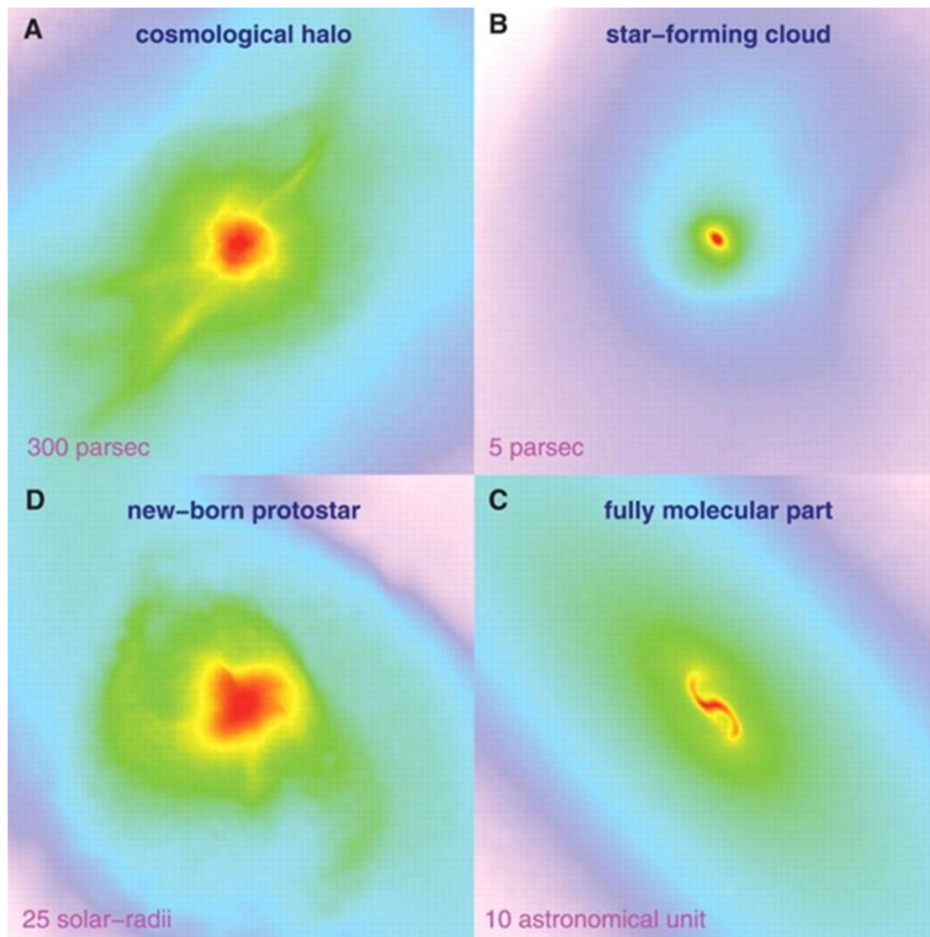 A
cosmological halo
300 parsec
B
star–forming cloud
5 parsec
D
new–born protostar
25 solar–radii
C
fully molecular part
10 astronomical unit